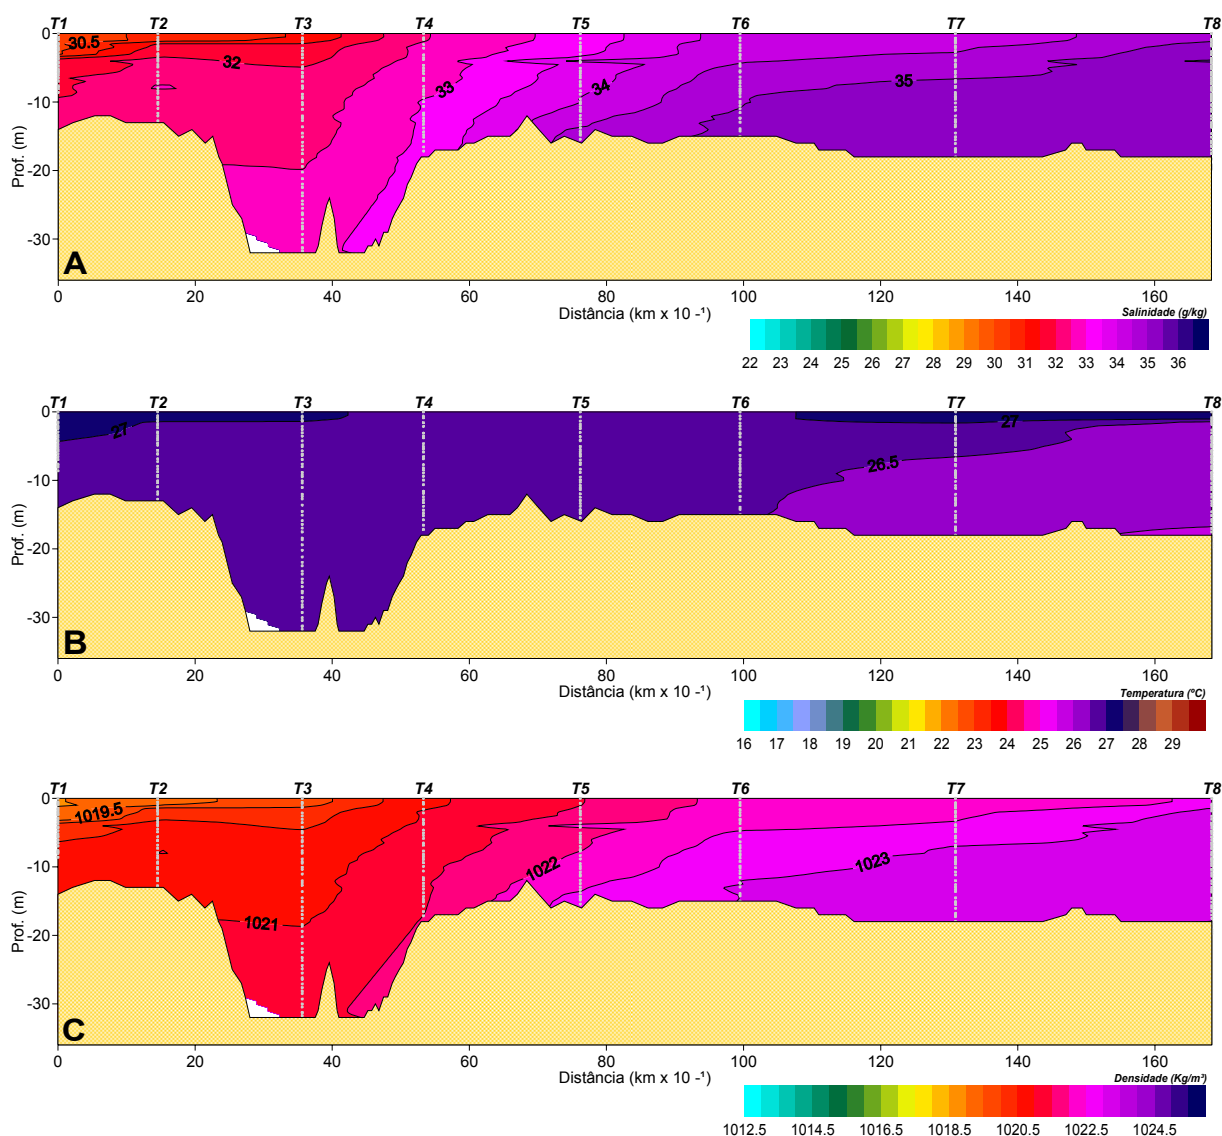 T1 T2 T3 T4 T5 T6 T7 T8
0
-10
-20
-30
Prof. (m)
30.5
32
33
34
35
A
0 20 40 60 80 100 120 140 160
Distância (km x 10 -¹)
Salinidade (g/kg)
22 23 24 25 26 27 28 29 30 31 32 33 34 35 36
T1 T2 T3 T4 T5 T6 T7 T8
0
-10
-20
-30
Prof. (m)
27
27
26.5
B
0 20 40 60 80 100 120 140 160
Distância (km x 10 -¹)
Temperatura (°C)
16 17 18 19 20 21 22 23 24 25 26 27 28 29
T1 T2 T3 T4 T5 T6 T7 T8
0
-10
-20
-30
Prof. (m)
1019.5
1021
1022
1023
C
0 20 40 60 80 100 120 140 160
Distância (km x 10 -¹)
Densidade (Kg/m³)
1012.5 1014.5 1016.5 1018.5 1020.5 1022.5 1024.5